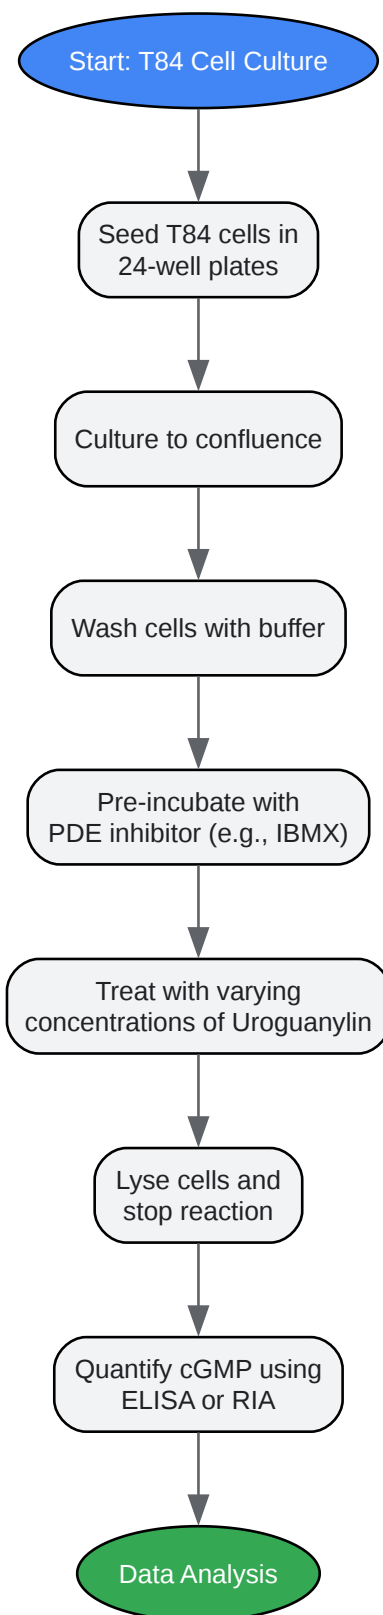 Start: T84 Cell Culture
Seed T84 cells in
24-well plates
Culture to confluence
Wash cells with buffer
Pre-incubate with
PDE inhibitor (e.g., IBMX)
Treat with varying
concentrations of Uroguanylin
Lyse cells and
stop reaction
Quantify cGMP using
ELISA or RIA
Data Analysis